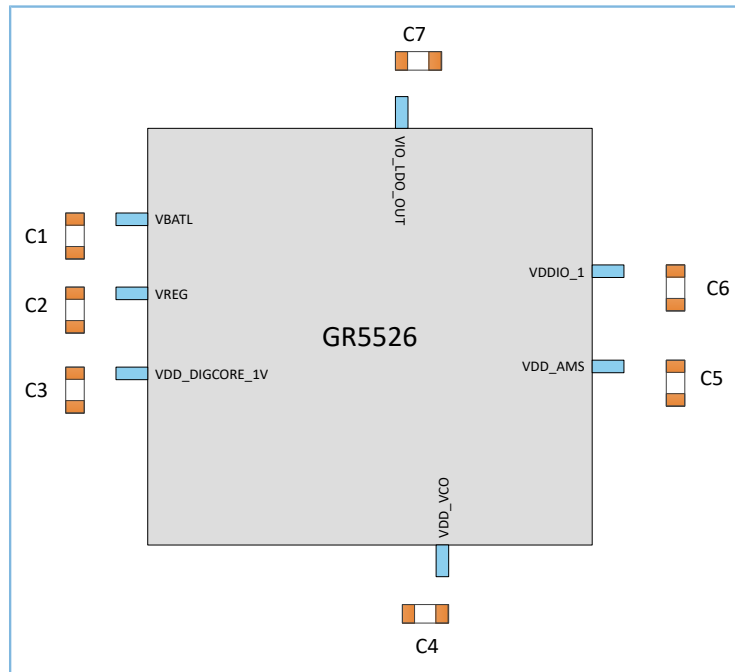 C7
VIO_LDO_OUT
C1
VBATL
VDDIO_1
C6
C2
VREG
GR5526
C3
VDD_DIGCORE_1V
VDD_AMS
C5
VDD_VCO
C4